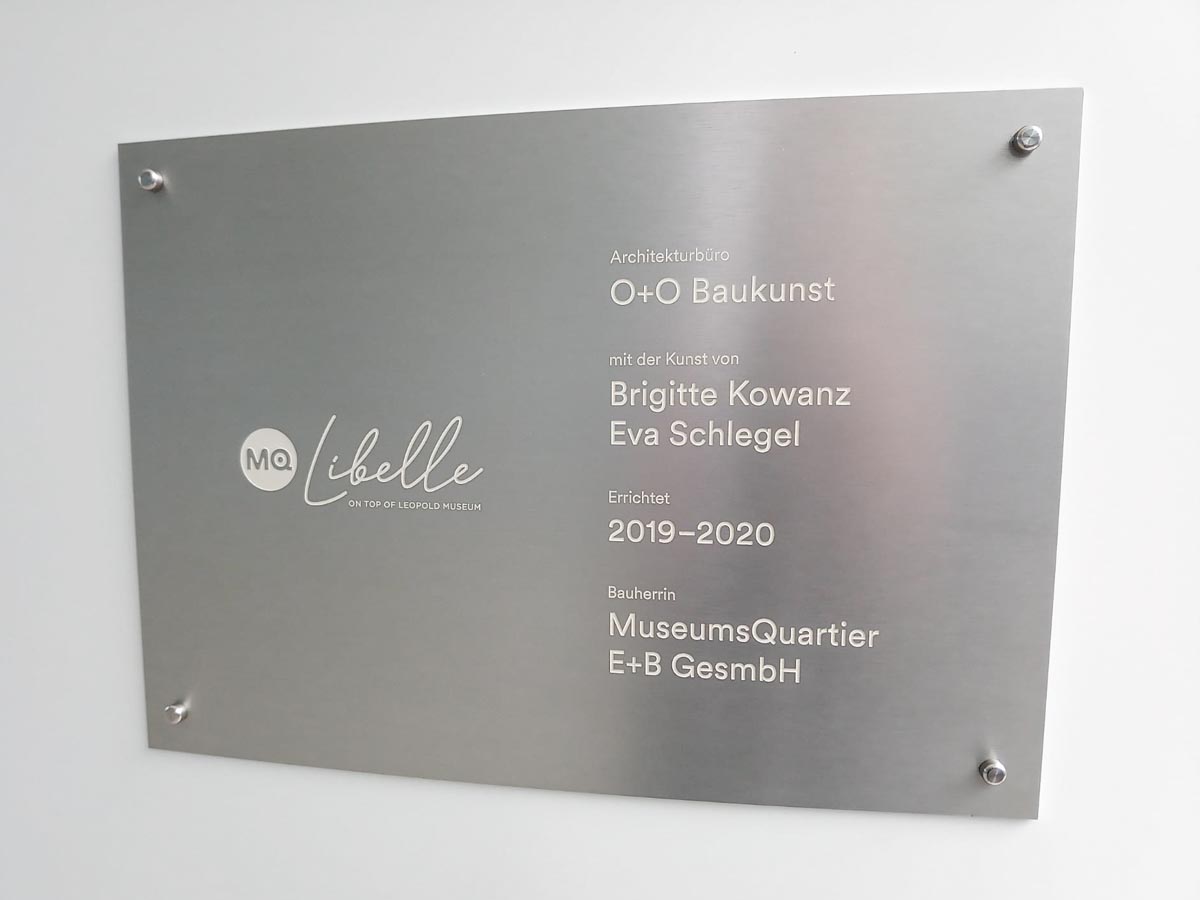 MQ Libelle
ON TOP OF LEOPOLD MUSEUM
Architekturbüro
O+O Baukunst
mit der Kunst von
Brigitte Kowanz
Eva Schlegel
Errichtet
2019–2020
Bauherrin
MuseumsQuartier
E+B GesmbH